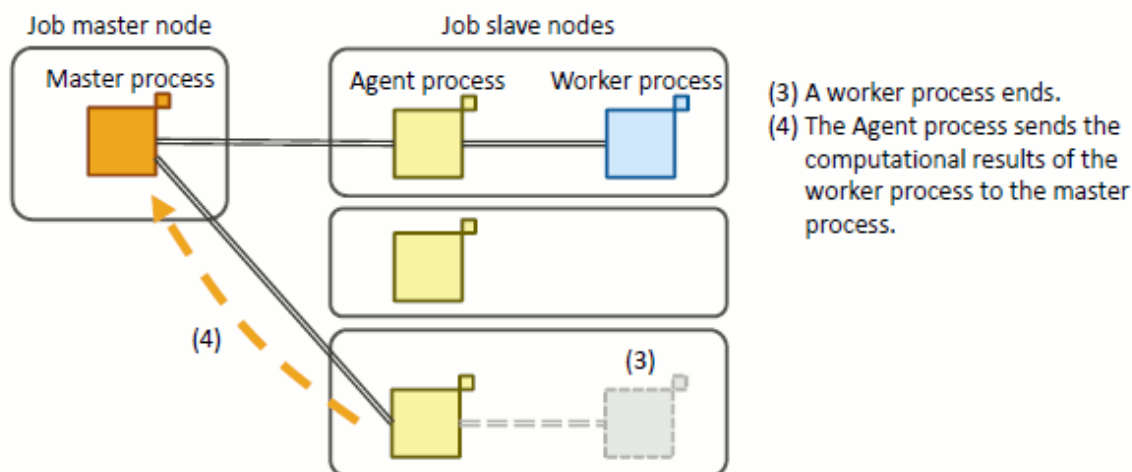 Job master node
Job slave nodes
Master process
Agent process
Worker process
(3) A worker process ends.
(4) The Agent process sends the
computational results of the
worker process to the master
process.
(4)
(3)